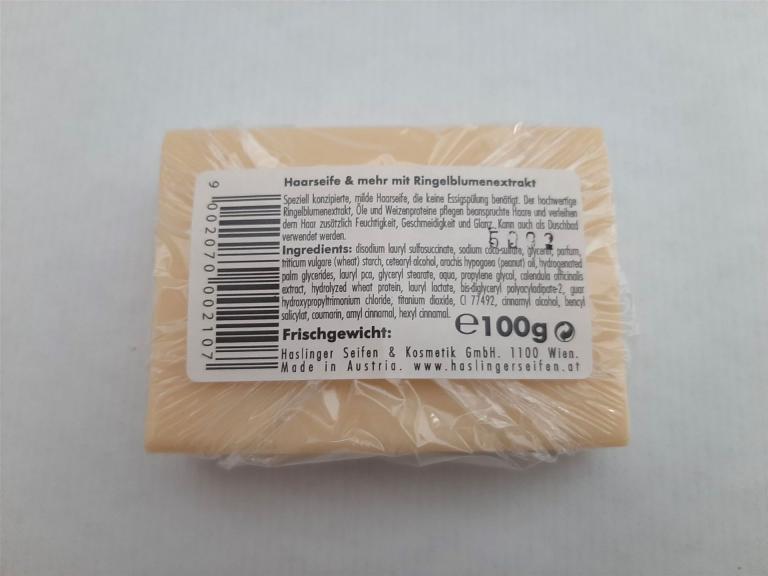 Haarseife & mehr mit Ringelblumenextrakt
Speziell konzipierte, milde Haarseife, die keine Essigspülung benötigt. Der hochwertige
Ringelblumenextrakt, Öle und Weizenproteine pflegen beanspruchte Haare und verleihen
dem Haar zusätzlich Feuchtigkeit, Geschmeidigkeit und Glanz. Kann auch als Duschbad
verwendet werden.
Ingredients: disodium lauryl sulfosuccinate, sodium coco-sulfate, glycerin, parfum,
triticum vulgare (wheat) starch, cetearyl alcohol, arachis hypogaea (peanut) oil, hydrogenated
palm glycerides, lauryl pca, glyceryl stearate, aqua, propylene glycol, calendula officinalis
extract, hydrolyzed wheat protein, lauryl lactate, bis-diglyceryl polyacyladipate-2, guar
hydroxypropyltrimonium chloride, titanium dioxide, CI 77492, cinnamyl alcohol, bencyl
salicylat, coumarin, amyl cinnamal, hexyl cinnamal.
Frischgewicht: e100g
Haslinger Seifen & Kosmetik GmbH. 1100 Wien.
Made in Austria. www.haslingerseifen.at
9 002070 002107